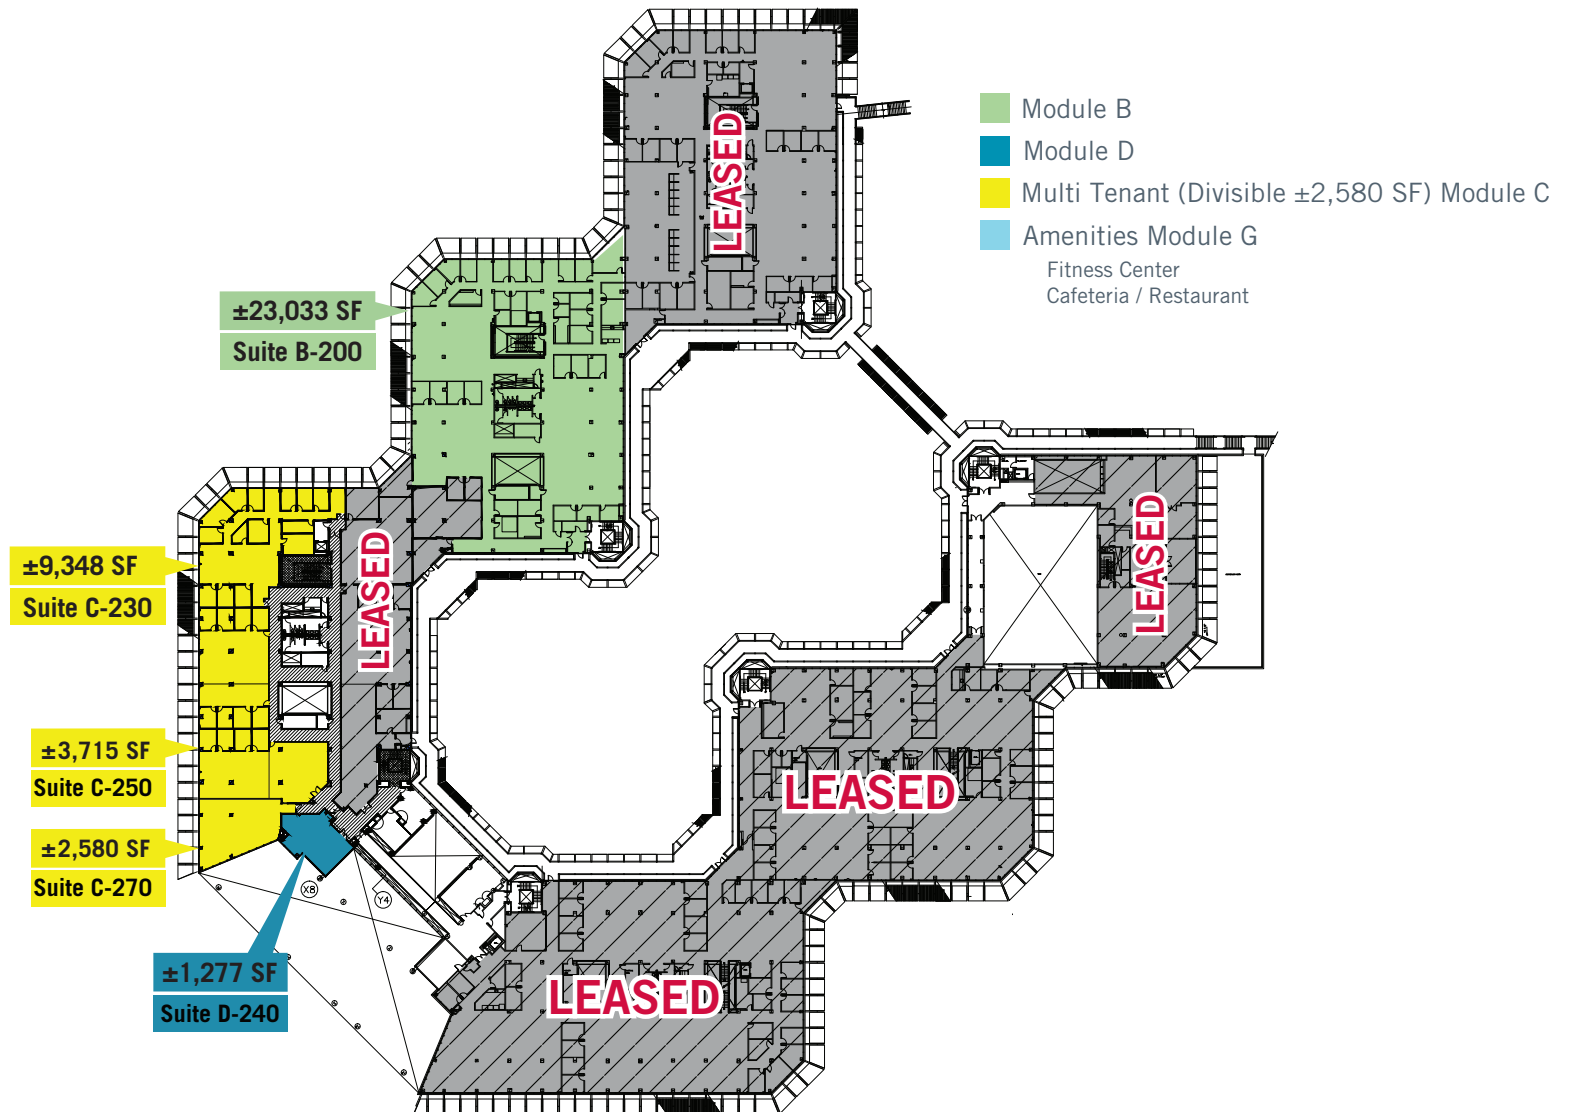 Module B
Module D
Multi Tenant (Divisible ±2,580 SF) Module C
Amenities Module G
Fitness Center
Cafeteria / Restaurant
LEASED
±23,033 SF
Suite B-200
LEASED
LEASED
±9,348 SF
Suite C-230
±3,715 SF
Suite C-250
LEASED
±2,580 SF
Suite C-270
X8
Y4
±1,277 SF
Suite D-240
LEASED